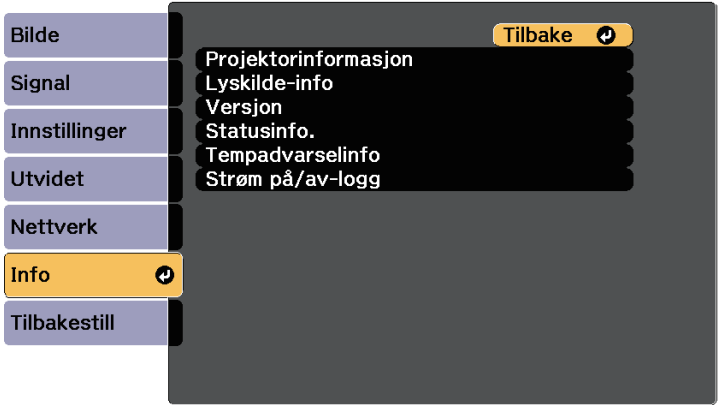 Bilde
Signal
Innstillinger
Utvidet
Nettverk
Info
Tilbakestill
Tilbake
Projektorinformasjon
Lyskilde-info
Versjon
Statusinfo.
Tempadvarselinfo
Strøm på/av-logg